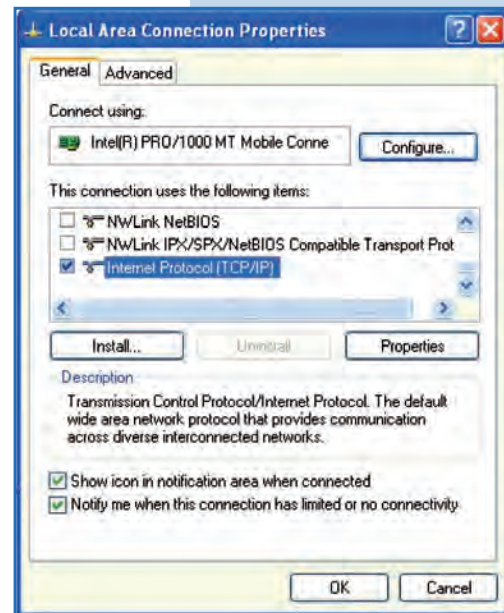 Local Area Connection Properties
General Advanced
Connect using:
Intel(R) PRO/1000 MT Mobile Conne
Configure...
This connection uses the following items:
NWLink NetBIOS
NWLink IPX/SPX/NetBIOS Compatible Transport Prot
Internet Protocol (TCP/IP)
Install... Uninstall Properties
Description
Transmission Control Protocol/Internet Protocol. The default
wide area network protocol that provides communication
across diverse interconnected networks.
Show icon in notification area when connected
Notify me when this connection has limited or no connectivity
OK Cancel